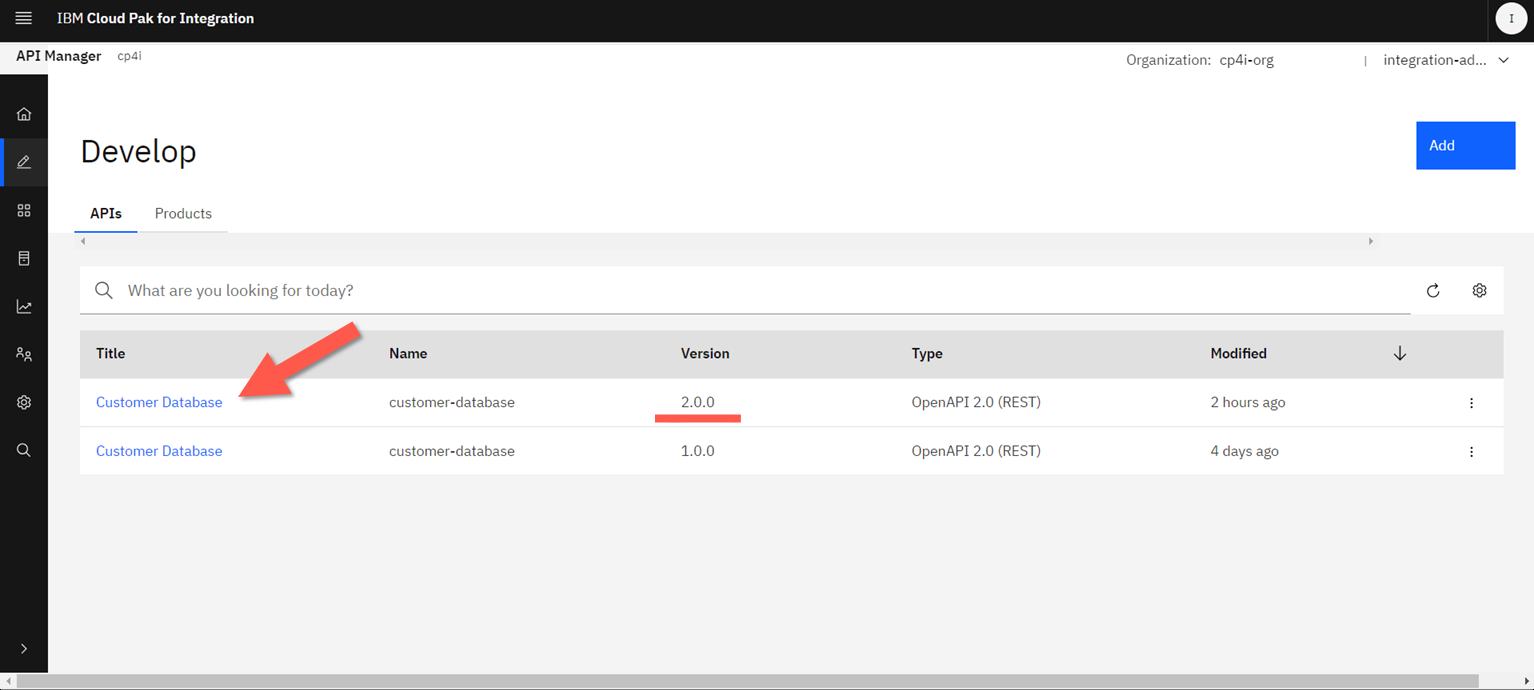 IBM Cloud Pak for Integration
I
API Manager cp4i
Organization: cp4i-org | integration-ad...
Develop
Add
APIs Products
What are you looking for today?
Title Name Version Type Modified
Customer Database customer-database 2.0.0 OpenAPI 2.0 (REST) 2 hours ago
Customer Database customer-database 1.0.0 OpenAPI 2.0 (REST) 4 days ago